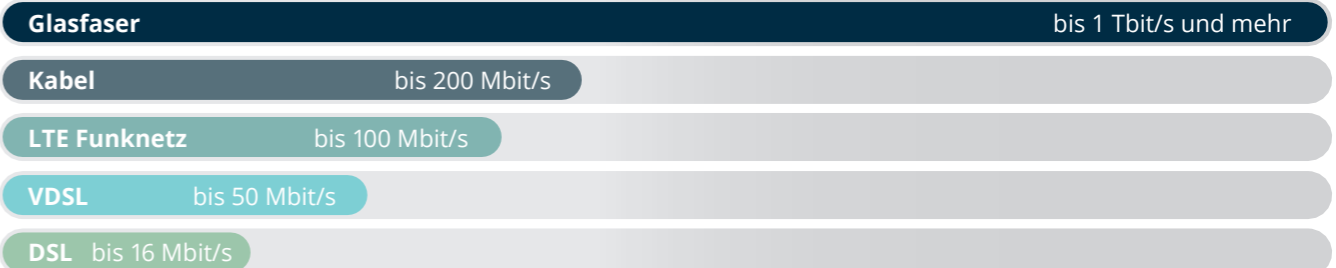 Glasfaser bis 1 Tbit/s und mehr
Kabel bis 200 Mbit/s
LTE Funknetz bis 100 Mbit/s
VDSL bis 50 Mbit/s
DSL bis 16 Mbit/s